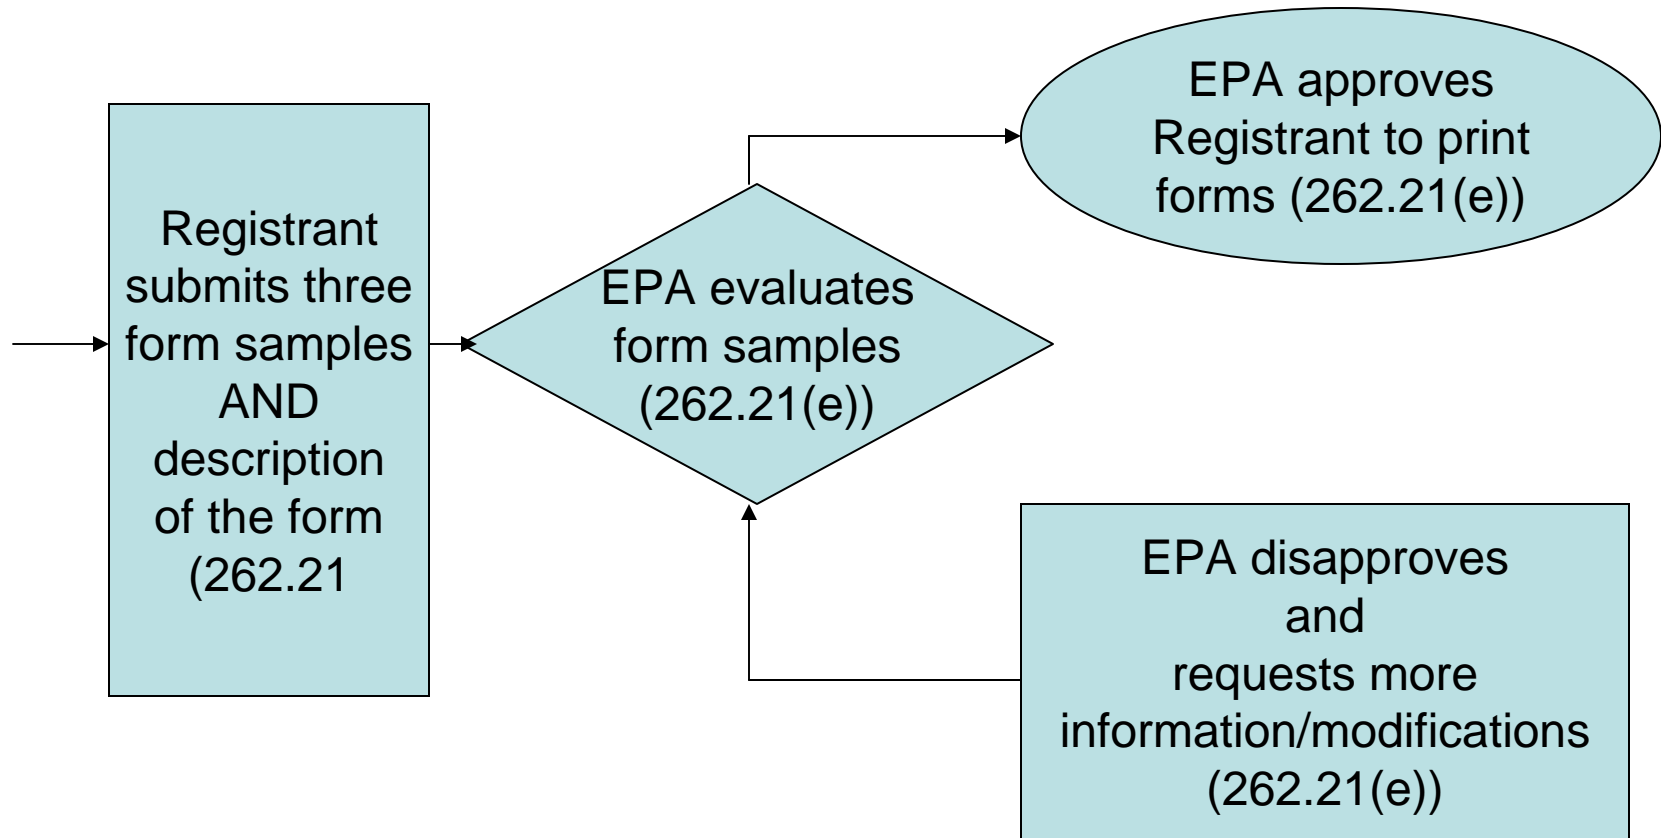 Registrant
submits three
form samples
AND
description
of the form
(262.21
EPA evaluates
form samples
(262.21(e))
EPA approves
Registrant to print
forms (262.21(e))
EPA disapproves
and
requests more
information/modifications
(262.21(e))